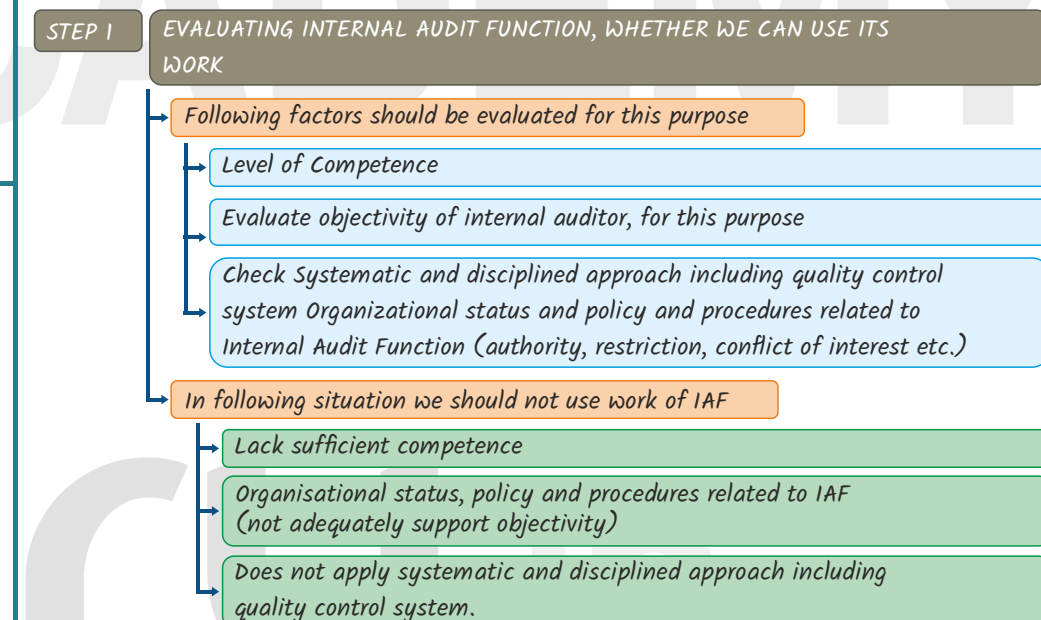 STEP 1
EVALUATING INTERNAL AUDIT FUNCTION, WHETHER WE CAN USE ITS
WORK
Following factors should be evaluated for this purpose
Level of Competence
Evaluate objectivity of internal auditor, for this purpose
Check Systematic and disciplined approach including quality control
system Organizational status and policy and procedures related to
Internal Audit Function (authority, restriction, conflict of interest etc.)
In following situation we should not use work of IAF
Lack sufficient competence
Organisational status, policy and procedures related to IAF
(not adequately support objectivity)
Does not apply systematic and disciplined approach including
quality control system.